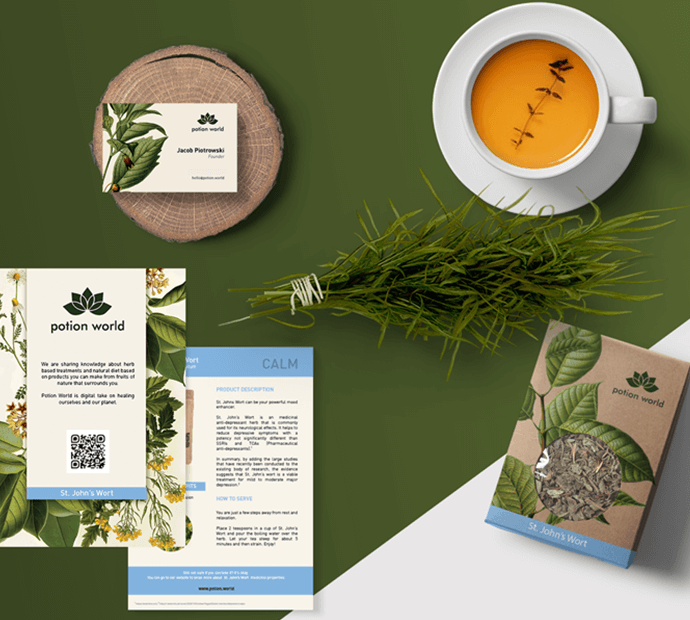 potion world
Jacob Piotrowski
Founder
hello@potion.world
potion world
We are sharing knowledge about herb
based treatments and natural diet based
on products you can make from fruits of
nature that surrounds you.
Potion World is digital take on healing
ourselves and our planet.
St. John's Wort
Wort
CALM
PRODUCT DESCRIPTION
St. Johns Wort can be your powerful mood
enhancer.
St. John's Wort is an medicinal
anti-depressant herb that is commonly
used for its neurological effects. It helps to
reduce depressive symptoms with a
potency not significantly different than
SSRIs and TCAs (Pharmaceutical
anti-depressants).
In summary, by adding the large studies
that have recently been conducted to the
existing body of research, the evidence
suggests that St. John's wort is a viable
treatment for mild to moderate major
depression.
HOW TO SERVE
You are just a few steps away from rest and
relaxation.
Place 2 teaspoons in a cup of St. John's
Wort and pour the boiling water over the
herb. Let your tea steep for about 5
minutes and then strain. Enjoy!
www.potion.world
potion world
St. John's Wort